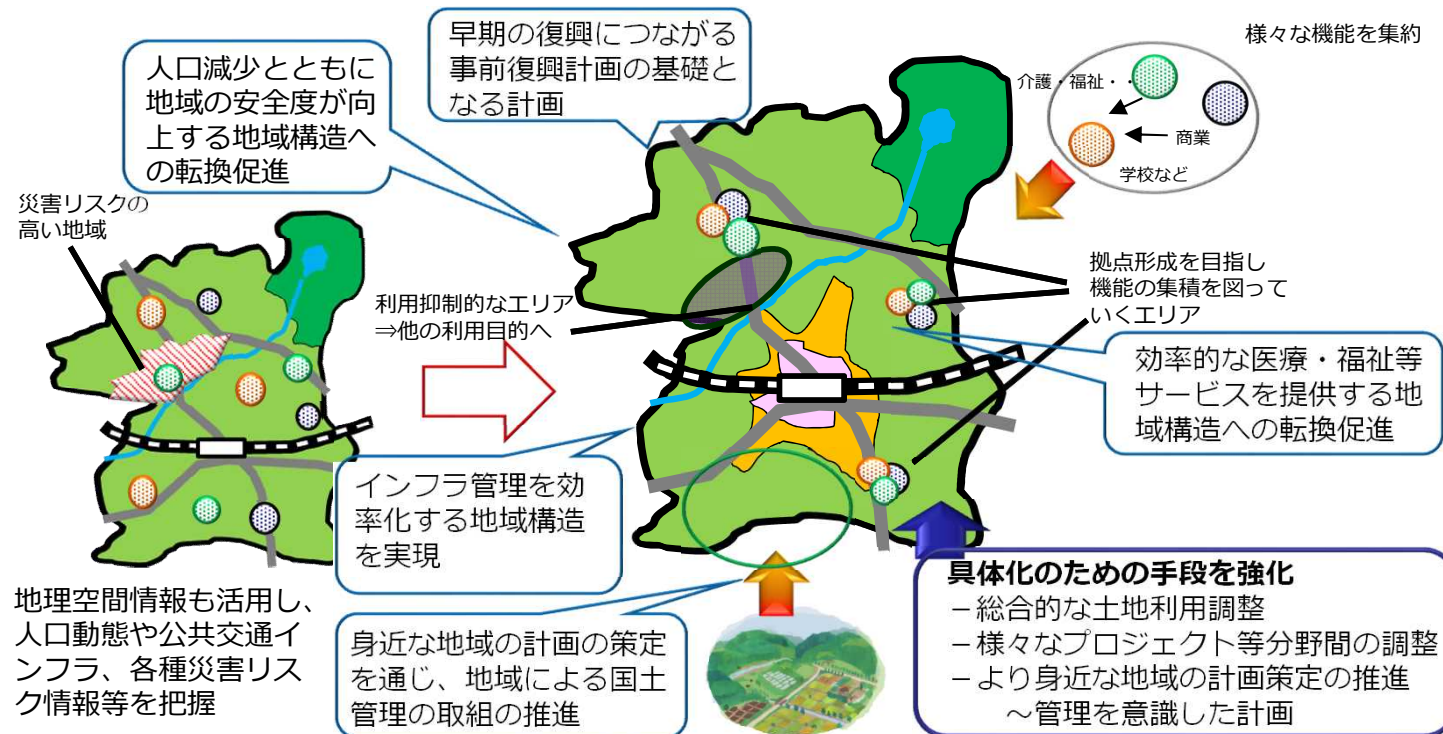 人口減少とともに
地域の安全度が向
上する地域構造へ
の転換促進
早期の復興につながる
事前復興計画の基礎と
なる計画
様々な機能を集約
介護・福祉・・
商業
学校など
災害リスクの
高い地域
利用抑制的なエリア
⇒他の利用目的へ
拠点形成を目指し
機能の集積を図って
いくエリア
効率的な医療・福祉等
サービスを提供する地
域構造への転換促進
インフラ管理を効
率化する地域構造
を実現
地理空間情報も活用し、
人口動態や公共交通イ
ンフラ、各種災害リス
ク情報等を把握
身近な地域の計画の策定
を通じ、地域による国土
管理の取組の推進
具体化のための手段を強化
－総合的な土地利用調整
－様々なプロジェクト等分野間の調整
－より身近な地域の計画策定の推進
～管理を意識した計画